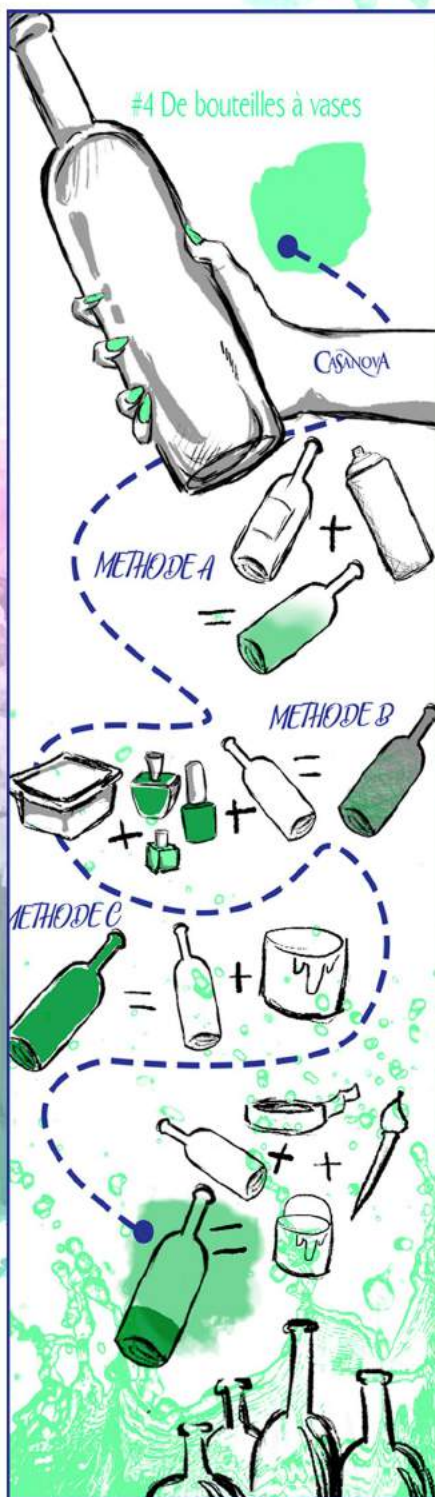 #4 De bouteilles à vases
CASANOVA
METHODE A
METHODE B
METHODE C